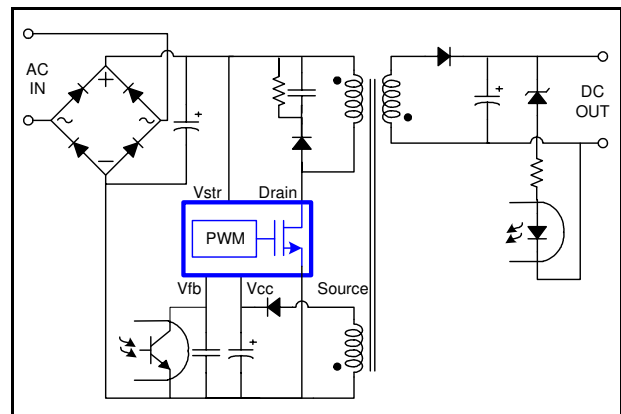 AC
IN
+
+
+
DC
OUT
~
~
−
Vstr
Drain
PWM
Vfb
Vcc
Source
+